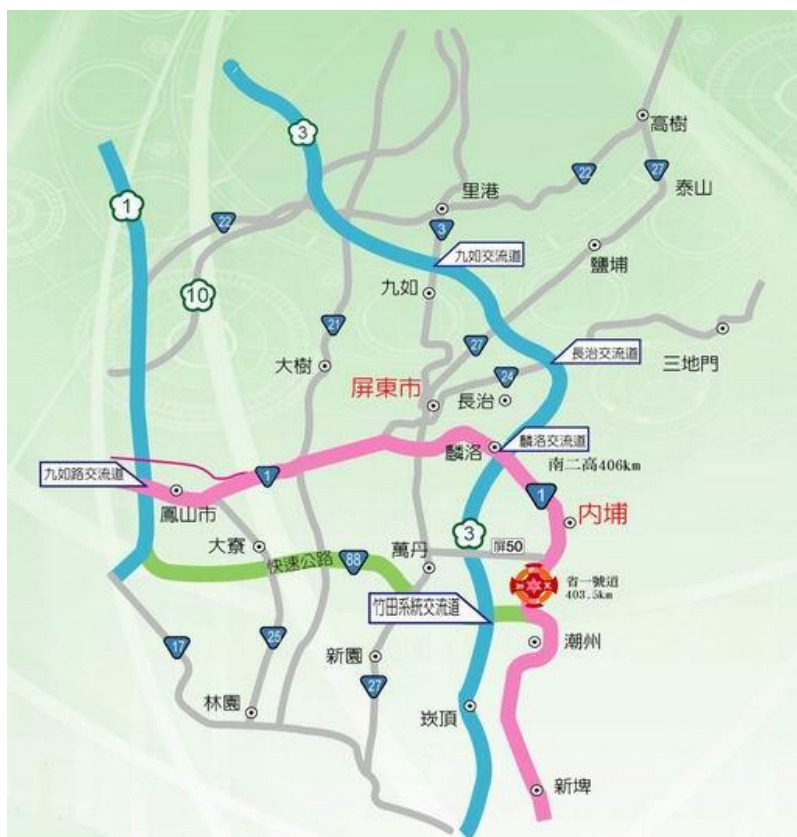 高樹
3
27
22
泰山
1
里港
22
3
九如交流道
鹽埔
10
九如
21
27
長治交流道
大樹
三地門
24
屏東市
長治
麟洛交流道
麟洛
南二高406km
九如路交流道
1
1
鳳山市
内埔
3
大寮
萬丹
屏50
快速公路
88
省一號道
403.5km
竹田系統交流道
潮州
17
25
新園
27
林園
崁頂
新埤